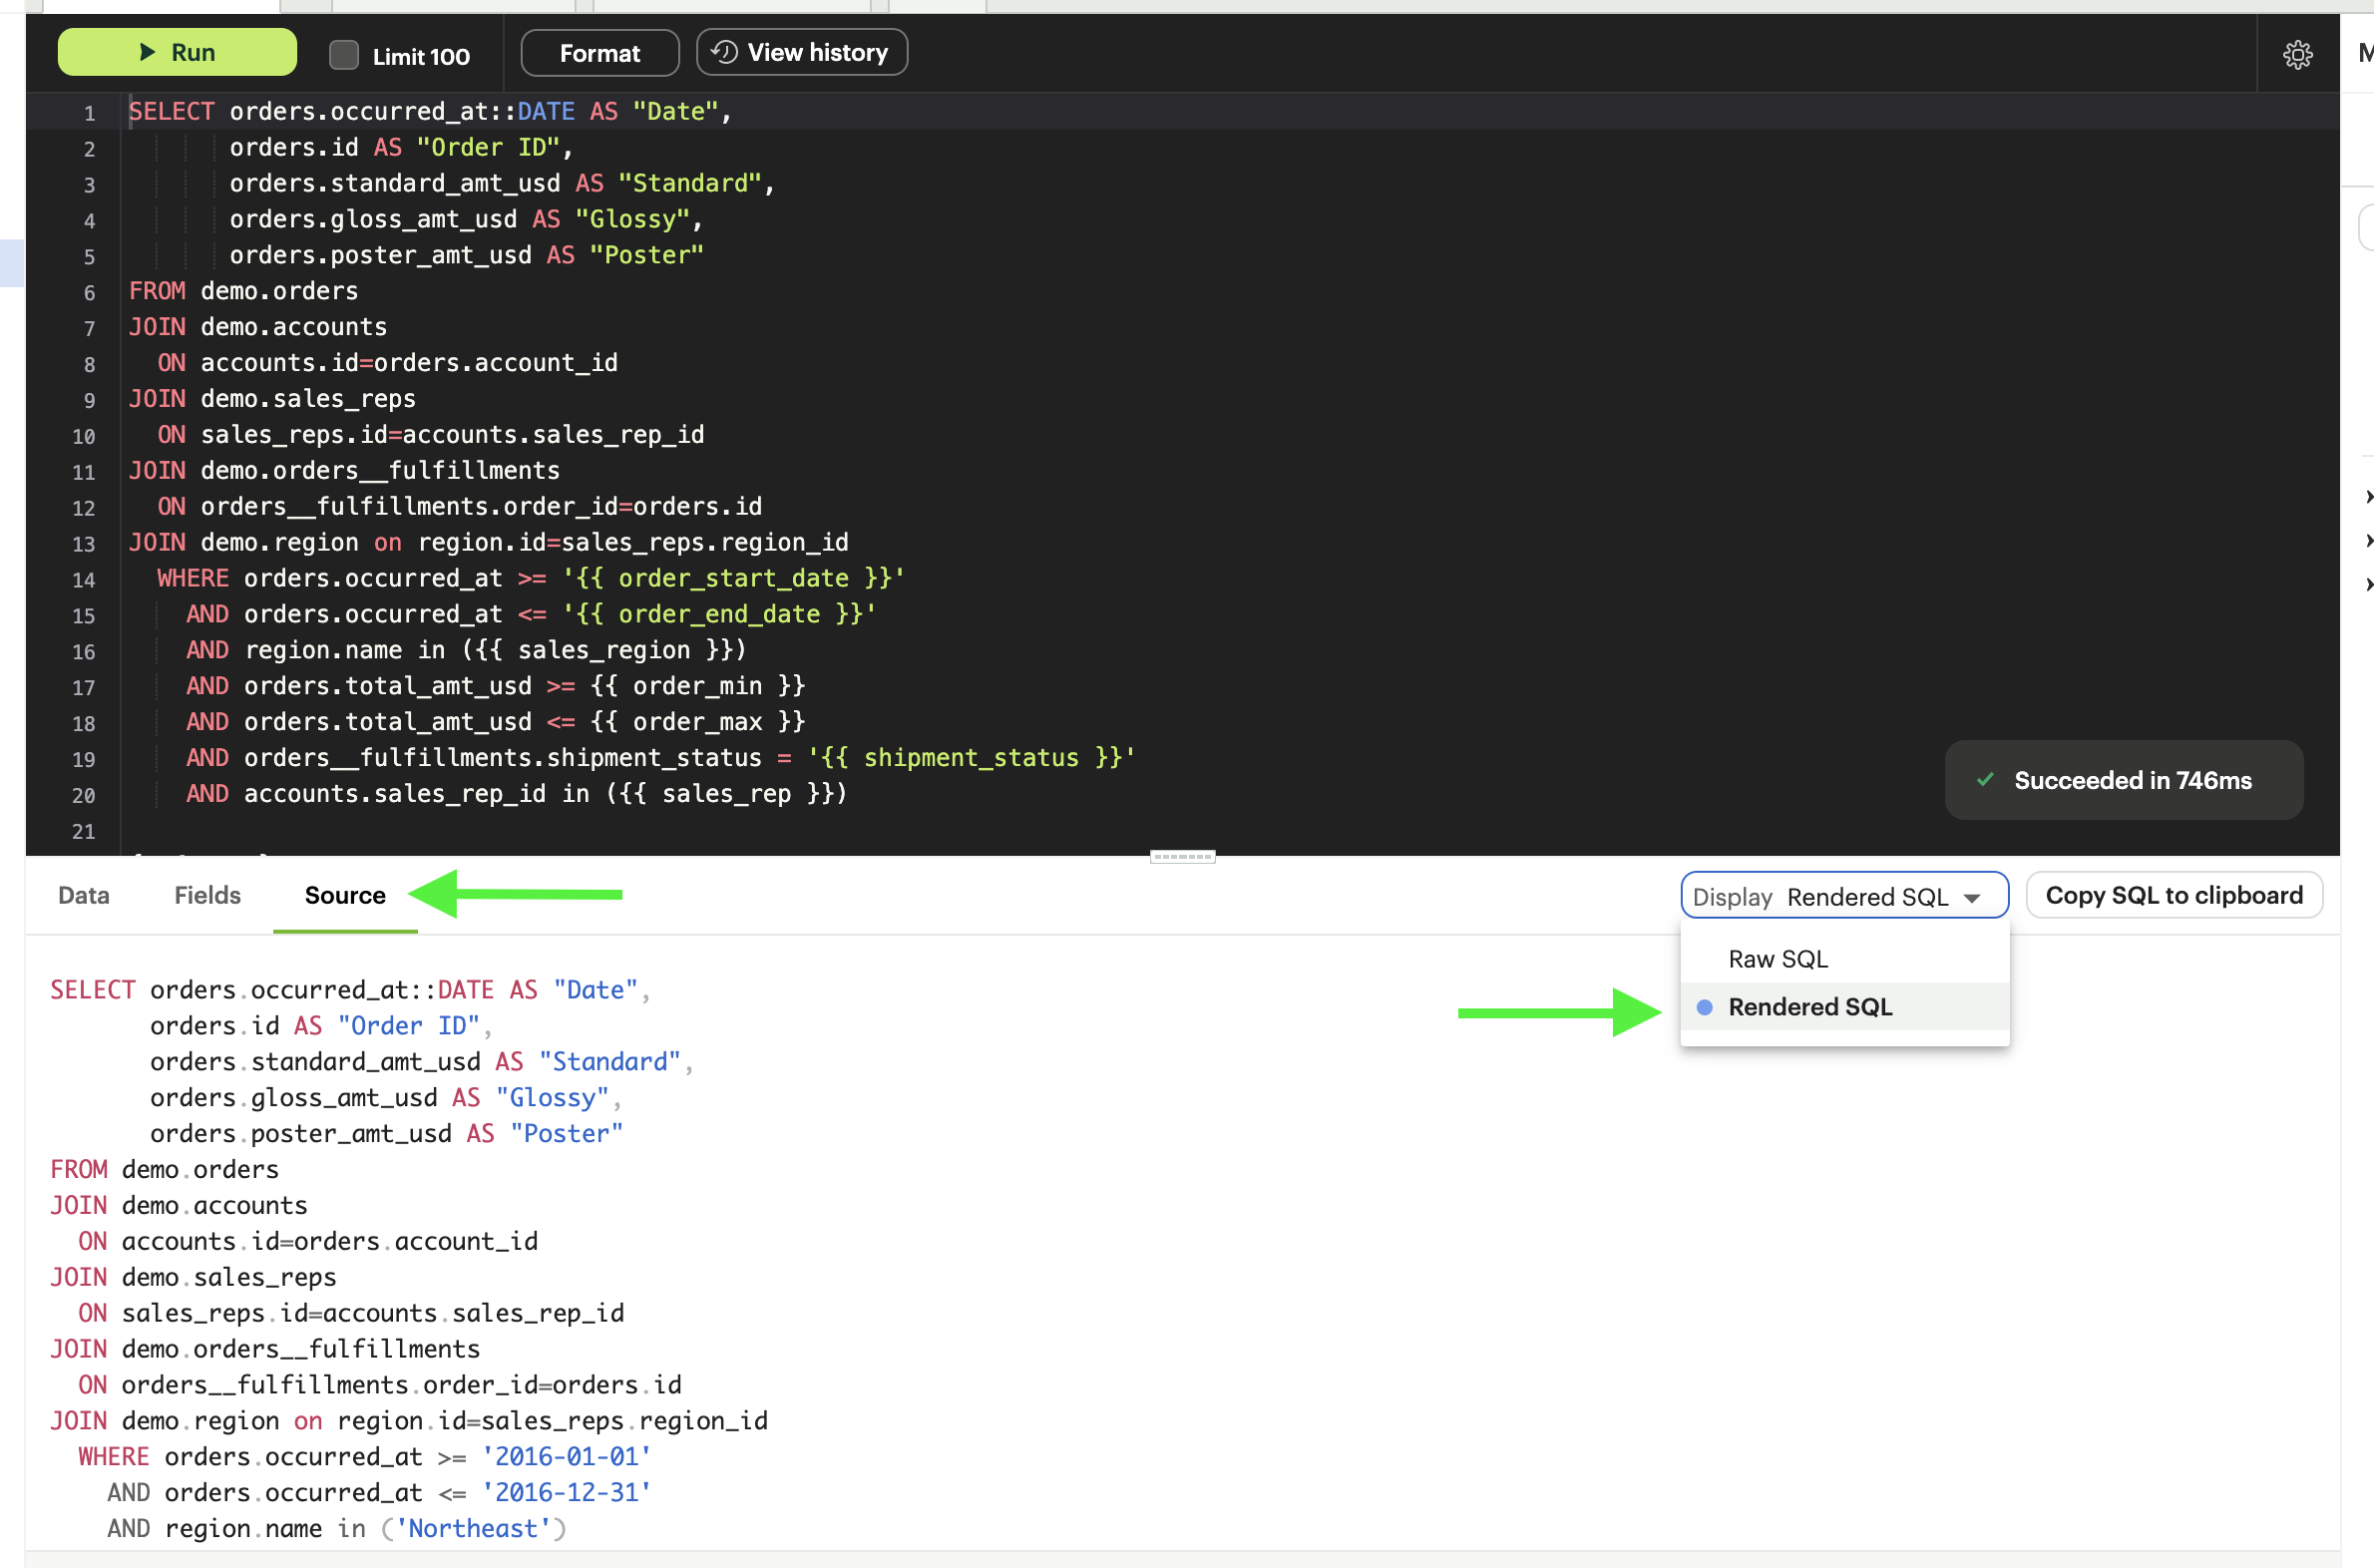 Run
Limit 100
Format
View history
1 SELECT orders.occurred_at::DATE AS "Date",
2 orders.id AS "Order ID",
3 orders.standard_amt_usd AS "Standard",
4 orders.gloss_amt_usd AS "Glossy",
5 orders.poster_amt_usd AS "Poster"
6 FROM demo.orders
7 JOIN demo.accounts
8 ON accounts.id=orders.account_id
9 JOIN demo.sales_reps
10 ON sales_reps.id=accounts.sales_rep_id
11 JOIN demo.orders__fulfillments
12 ON orders__fulfillments.order_id=orders.id
13 JOIN demo.region on region.id=sales_reps.region_id
14 WHERE orders.occurred_at >= '{{ order_start_date }}'
15 AND orders.occurred_at <= '{{ order_end_date }}'
16 AND region.name in ({{ sales_region }})
17 AND orders.total_amt_usd >= {{ order_min }}
18 AND orders.total_amt_usd <= {{ order_max }}
19 AND orders__fulfillments.shipment_status = '{{ shipment_status }}'
20 AND accounts.sales_rep_id in ({{ sales_rep }})
21
Succeeded in 746ms
Data Fields Source
Display Rendered SQL
Copy SQL to clipboard
Raw SQL
Rendered SQL
SELECT orders.occurred_at::DATE AS "Date",
orders.id AS "Order ID",
orders.standard_amt_usd AS "Standard",
orders.gloss_amt_usd AS "Glossy",
orders.poster_amt_usd AS "Poster"
FROM demo.orders
JOIN demo.accounts
ON accounts.id=orders.account_id
JOIN demo.sales_reps
ON sales_reps.id=accounts.sales_rep_id
JOIN demo.orders__fulfillments
ON orders__fulfillments.order_id=orders.id
JOIN demo.region on region.id=sales_reps.region_id
WHERE orders.occurred_at >= '2016-01-01'
AND orders.occurred_at <= '2016-12-31'
AND region.name in ('Northeast')